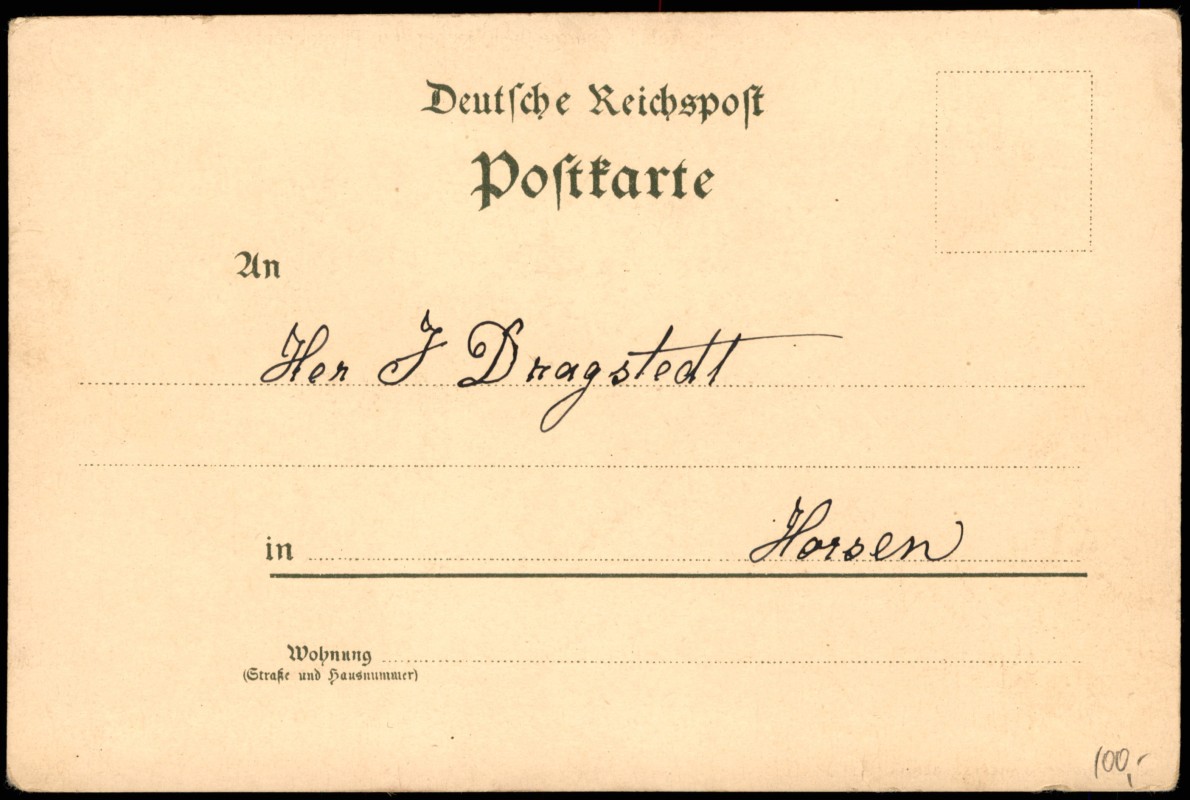 Deutsche Reichspost
Postkarte
An
Her J Dragstedt
in Horsen
Wohnung
(Straße und Hausnummer)
100,-